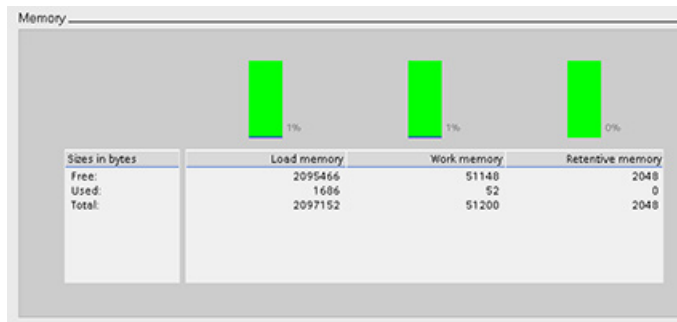 Memory
1% 1% 0%
Sizes in bytes Load memory Work memory Retentive memory
Free: 2095466 51148 2048
Used: 1686 52 0
Total: 2097152 51200 2048